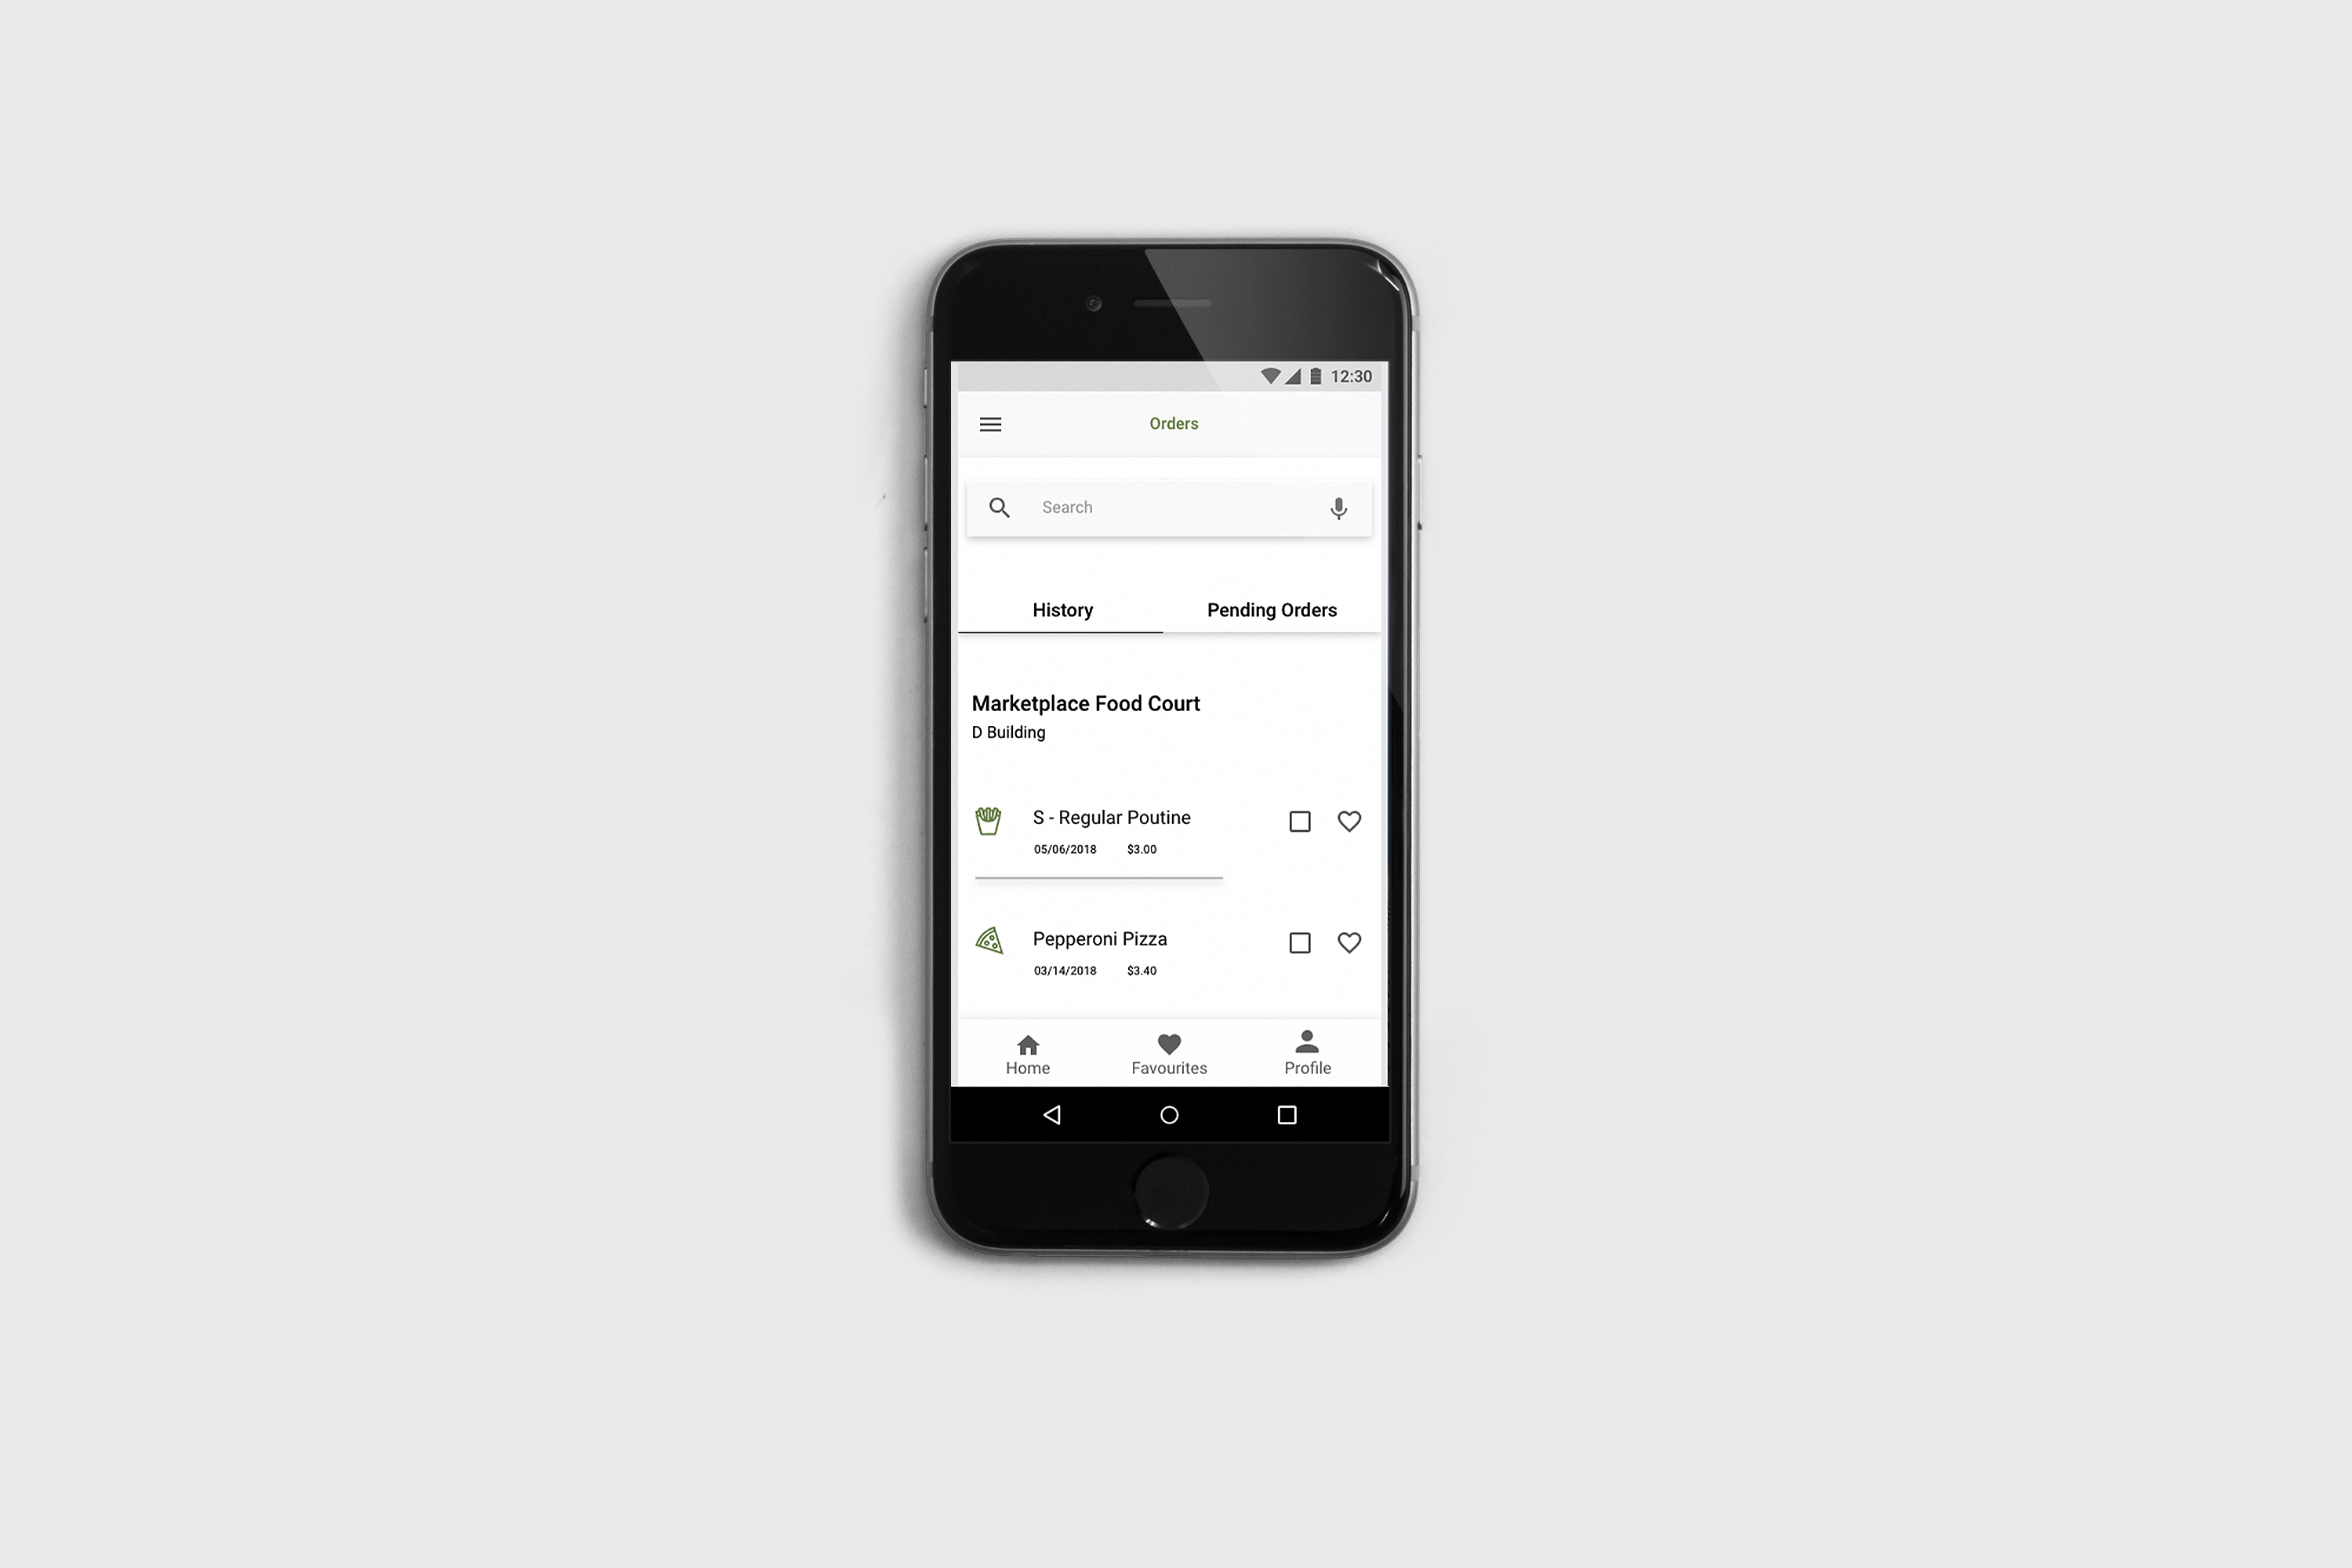 12:30
Orders
Search
History Pending Orders
Marketplace Food Court
D Building
S - Regular Poutine
05/06/2018 $3.00
Pepperoni Pizza
03/14/2018 $3.40
Home Favourites Profile